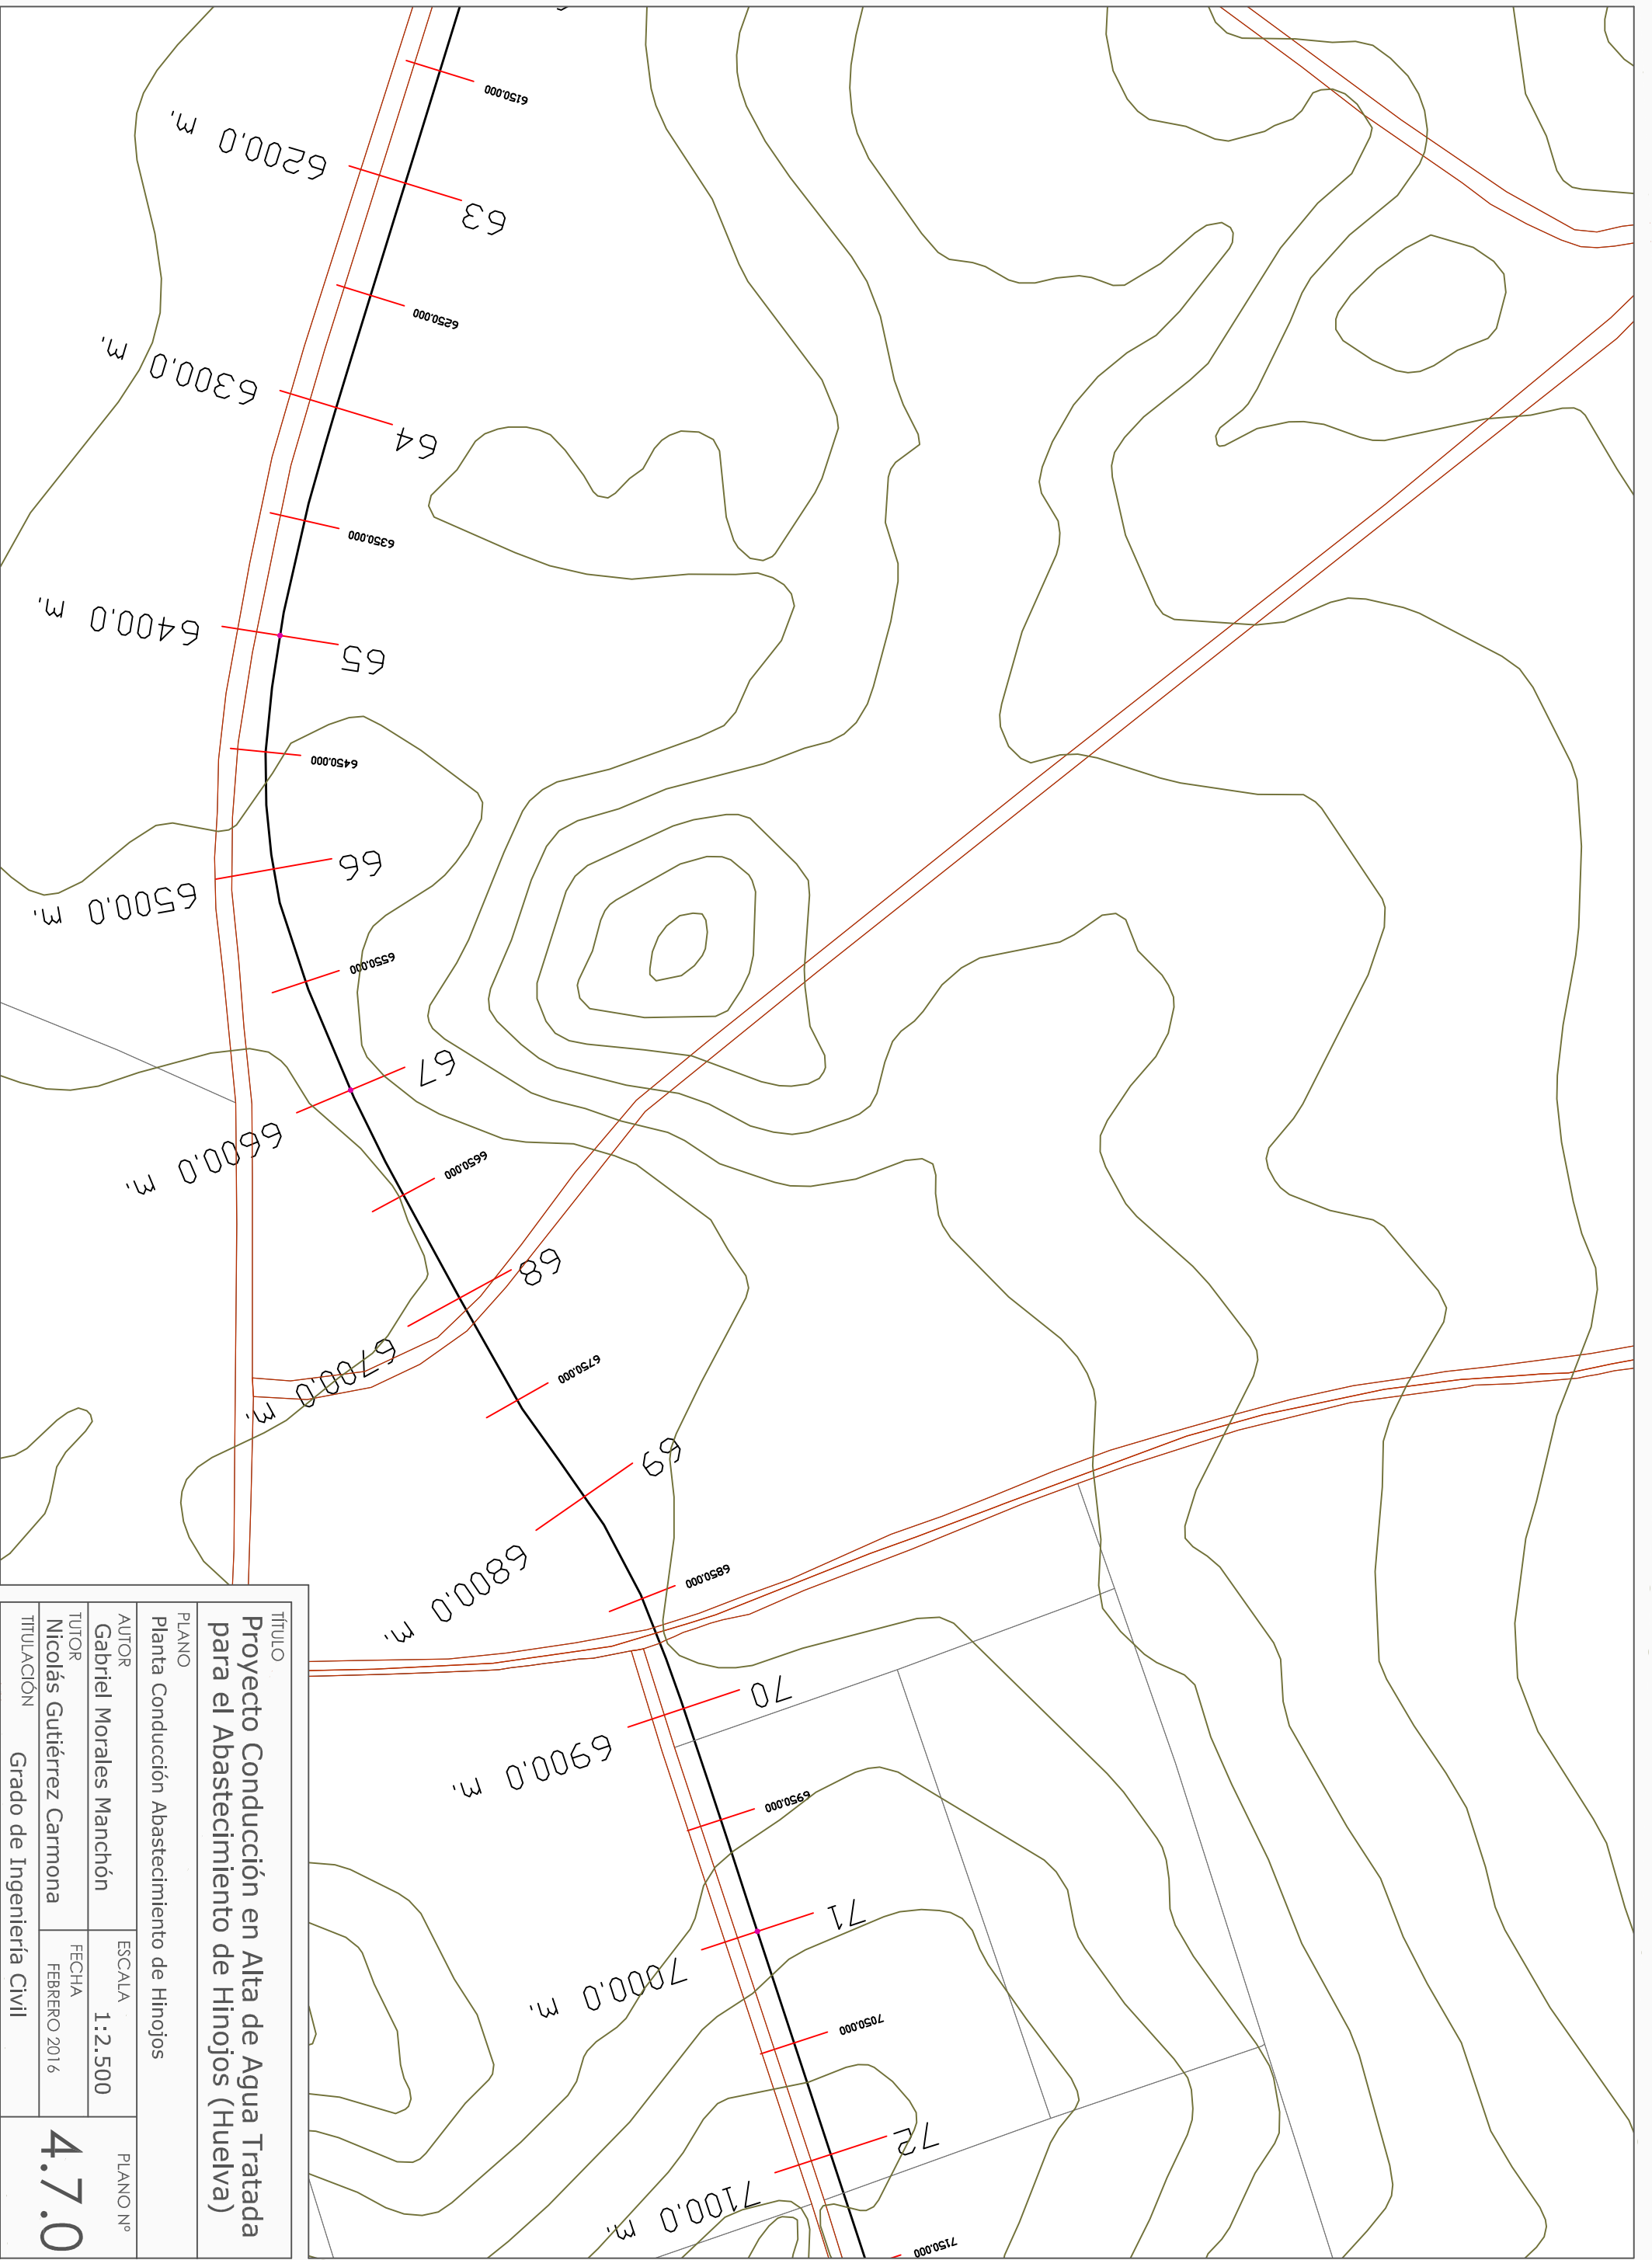 6150.000
6200.0 m.
63
6250.000
6300.0 m.
64
6350.000
6400.0 m.
65
6450.000
66
6500.0 m.
6550.000
67
6600.0 m.
6650.000
68
6700.0 m.
6750.000
69
6800.0 m.
6850.000
70
6900.0 m.
6950.000
71
7000.0 m.
7050.000
72
7100.0 m.
7150.000
TÍTULO
Proyecto Conducción en Alta de Agua Tratada
para el Abastecimiento de Hinojos (Huelva)
PLANO
Planta Conducción Abastecimiento de Hinojos
AUTOR
Gabriel Morales Manchón
ESCALA
1:2.500
PLANO Nº
4.7.0
TUTOR
Nicolás Gutiérrez Carmona
FECHA
FEBRERO 2016
TITULACIÓN
Grado de Ingeniería Civil